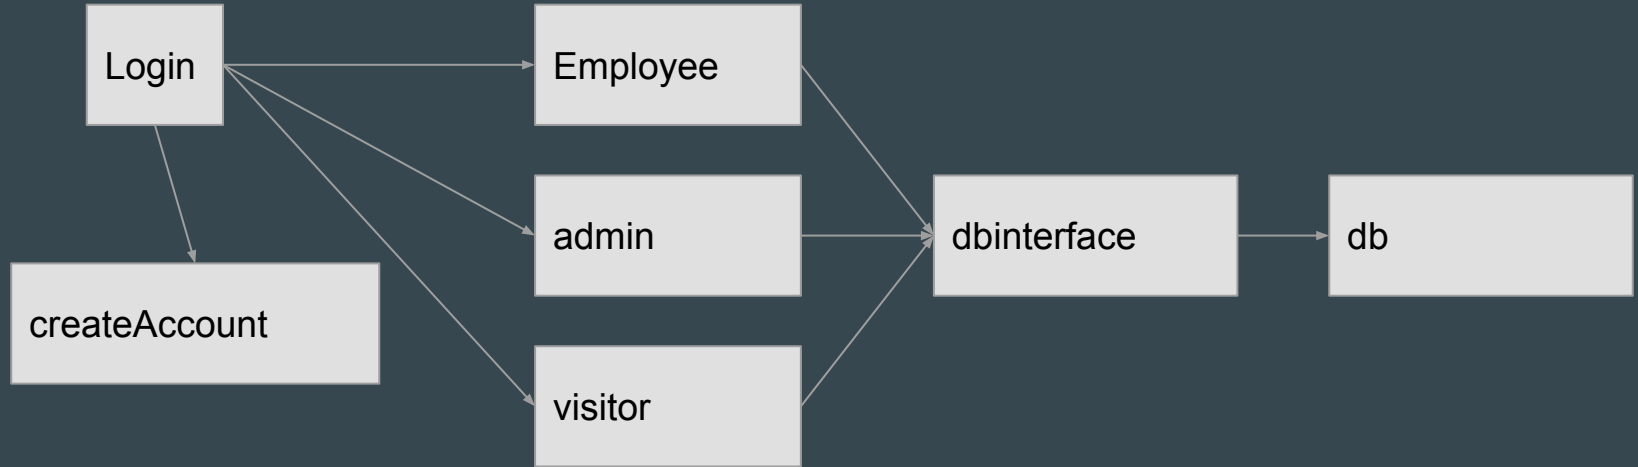 Login
Employee
admin
dbinterface
db
createAccount
visitor